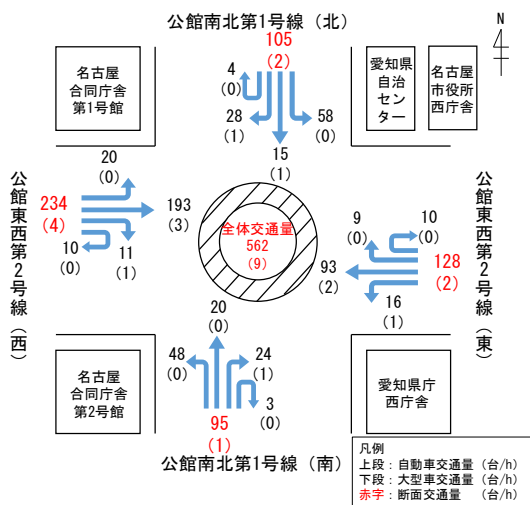 公館南北第1号線（北）
N
105
(2)
名古屋
合同庁舎
第1号館
愛知県
自治
センター
名古屋
市役所
西庁舎
4
(0)
28
(1)
58
(0)
15
(1)
公館東西第2号線（西）
234
(4)
20
(0)
193
(3)
10
(0)
11
(1)
全体交通量
562
(9)
公館東西第2号線（東）
9
(0)
10
(0)
128
(2)
93
(2)
16
(1)
20
(0)
48
(0)
24
(1)
3
(0)
95
(1)
名古屋
合同庁舎
第2号館
愛知県庁
西庁舎
公館南北第1号線（南）
凡例
上段：自動車交通量（台/h）
下段：大型車交通量（台/h）
赤字：断面交通量　（台/h）